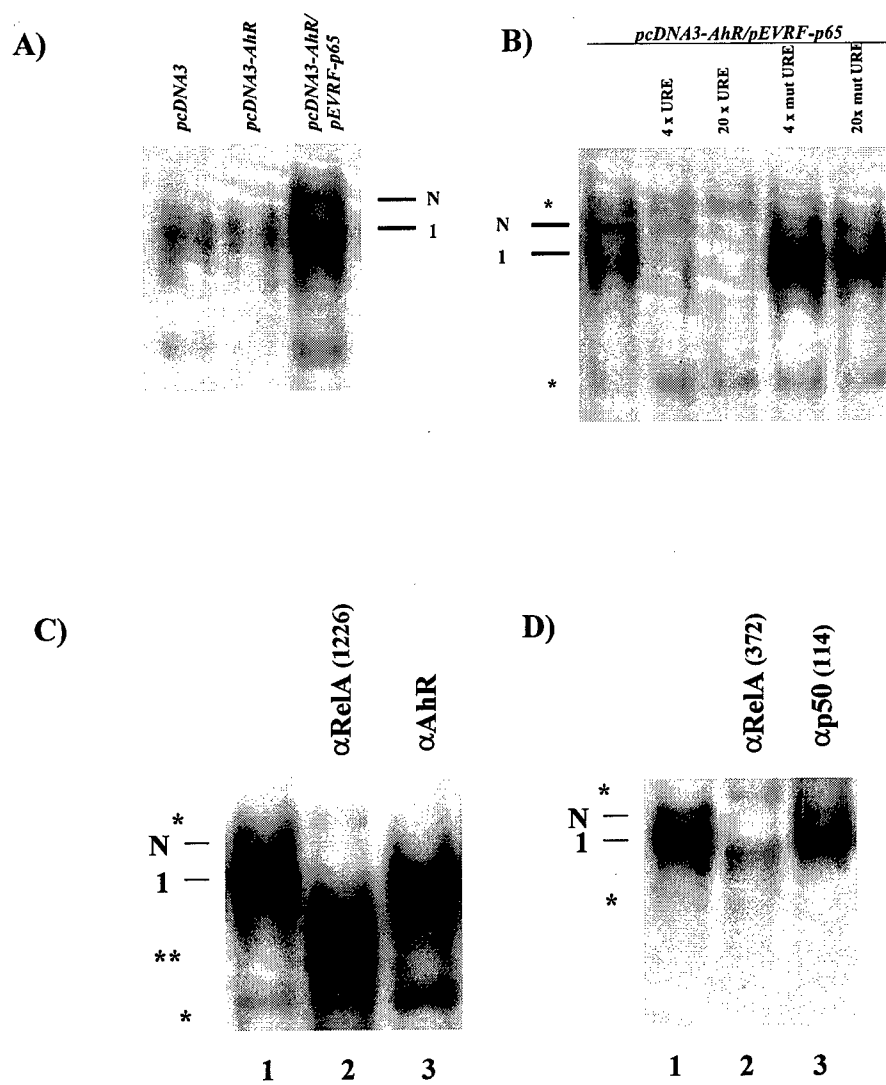 A)
pcDNA3
pcDNA3-AhR
pcDNA3-AhR/
pEVRF-p65
N
1
B)
pcDNA3-AhR/pEVRF-p65
4 x URE
20 x URE
4 x mut URE
20x mut URE
*
N
1
*
C)
αRelA (1226)
αAhR
*
N
1
**
*
1 2 3
D)
αRelA (372)
αp50 (114)
*
N
1
*
1 2 3